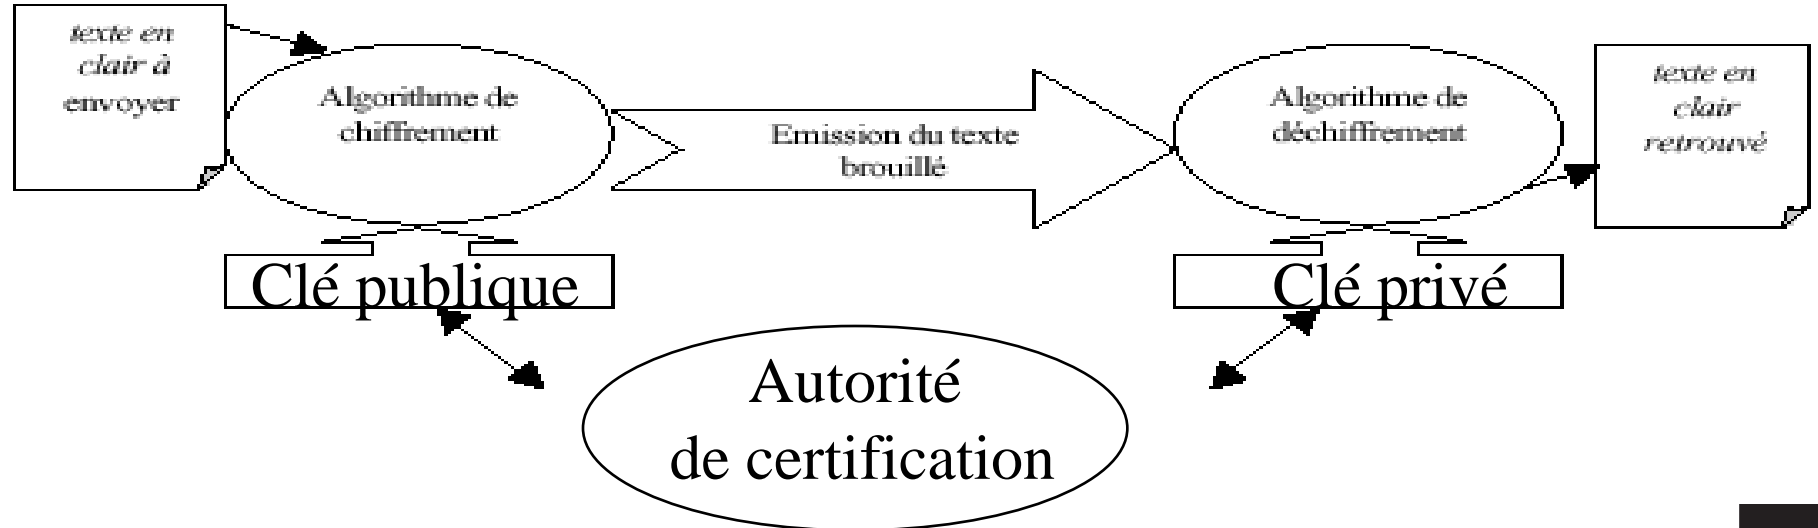 texte en
clair à
envoyer
Algorithme de
chiffrement
Emission du texte
brouillé
Algorithme de
déchiffrement
texte en
clair
retrouvé
Clé publique
Clé privé
Autorité
de certification